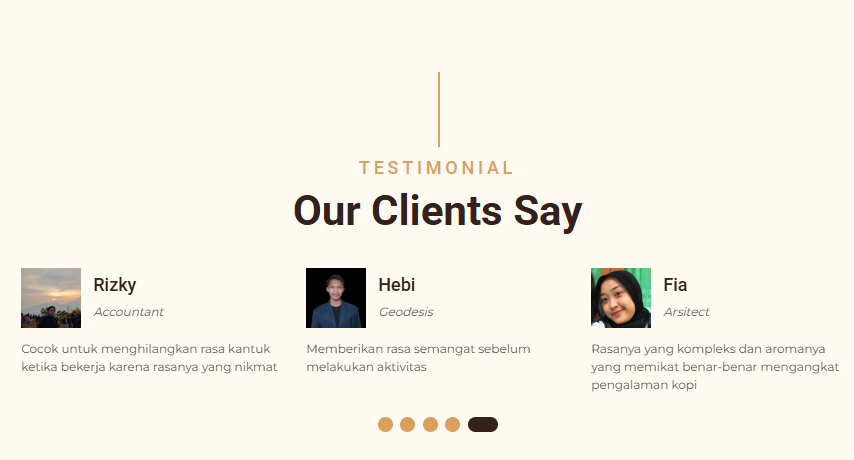 TESTIMONIAL
Our Clients Say
Rizky
Accountant
Cocok untuk menghilangkan rasa kantuk
ketika bekerja karena rasanya yang nikmat
Hebi
Geodesis
Memberikan rasa semangat sebelum
melakukan aktivitas
Fia
Arsitect
Rasanya yang kompleks dan aromanya
yang memikat benar-benar mengangkat
pengalaman kopi